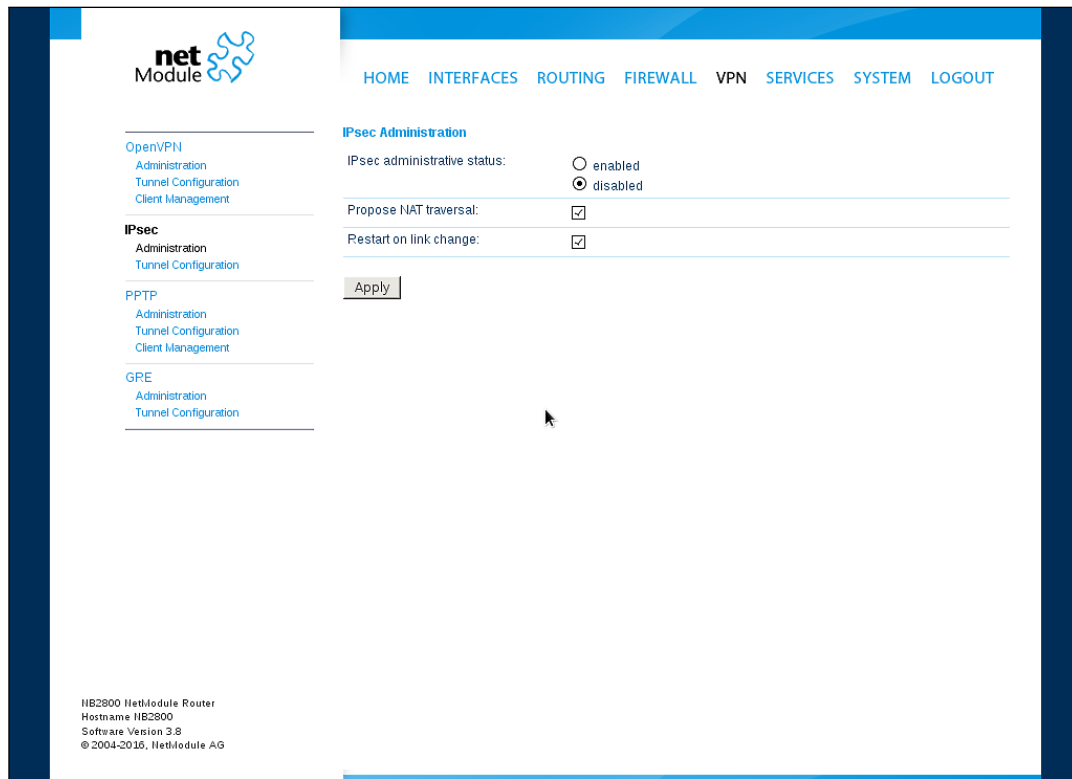 net
Module
HOME INTERFACES ROUTING FIREWALL VPN SERVICES SYSTEM LOGOUT
OpenVPN
Administration
Tunnel Configuration
Client Management
IPsec
Administration
Tunnel Configuration
PPTP
Administration
Tunnel Configuration
Client Management
GRE
Administration
Tunnel Configuration
IPsec Administration
IPsec administrative status:
enabled
disabled
Propose NAT traversal:
Restart on link change:
Apply
NB2800 NetModule Router
Hostname NB2800
Software Version 3.8
© 2004-2016, NetModule AG